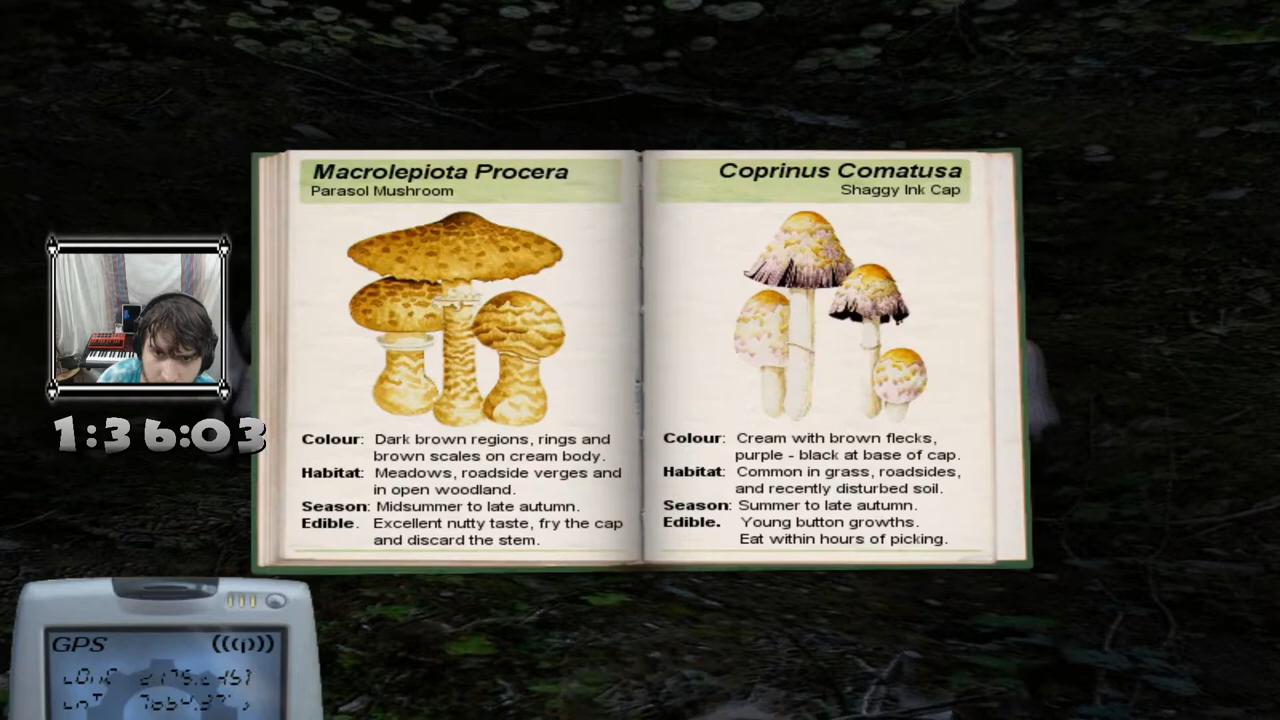 Macrolepiota Procera
Parasol Mushroom
Colour: Dark brown regions, rings and
brown scales on cream body.
Habitat: Meadows, roadside verges and
in open woodland.
Season: Midsummer to late autumn.
Edible. Excellent nutty taste, fry the cap
and discard the stem.
Coprinus Comatusa
Shaggy Ink Cap
Colour: Cream with brown flecks,
purple - black at base of cap.
Habitat: Common in grass, roadsides,
and recently disturbed soil.
Season: Summer to late autumn.
Edible. Young button growths.
Eat within hours of picking.
1:36:03
GPS